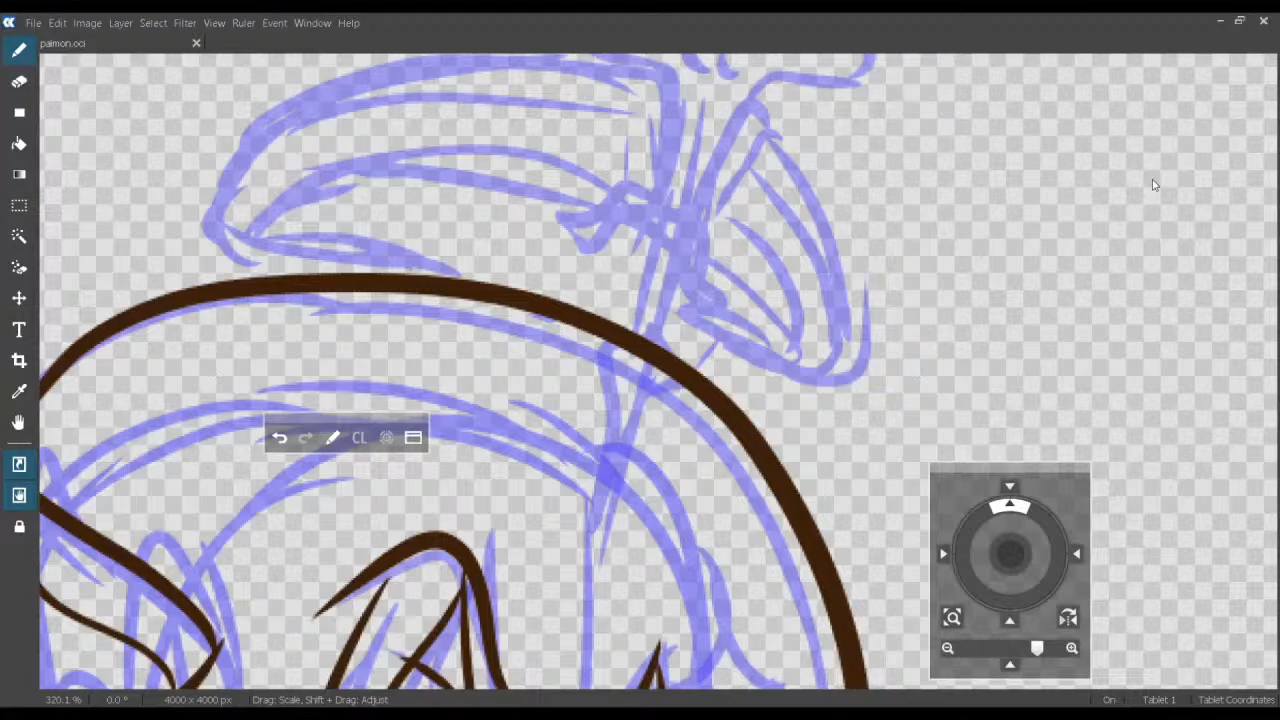 File Edit Image Layer Select Filter View Ruler Event Window Help
paimon.oci
T
CL
320.1 % 0.0 ° 4000 x 4000 px Drag: Scale, Shift + Drag: Adjust On Tablet 1 Tablet Coordinates